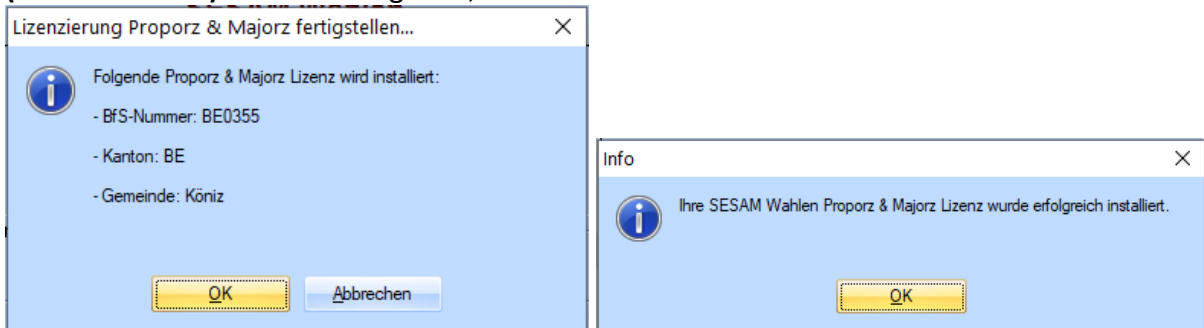 Lizenzierung Proporz & Majorz fertigstellen...
Folgende Proporz & Majorz Lizenz wird installiert:
- BfS-Nummer: BE0355
- Kanton: BE
- Gemeinde: Köniz
OK
Abbrechen
Info
Ihre SESAM Wahlen Proporz & Majorz Lizenz wurde erfolgreich installiert.
OK